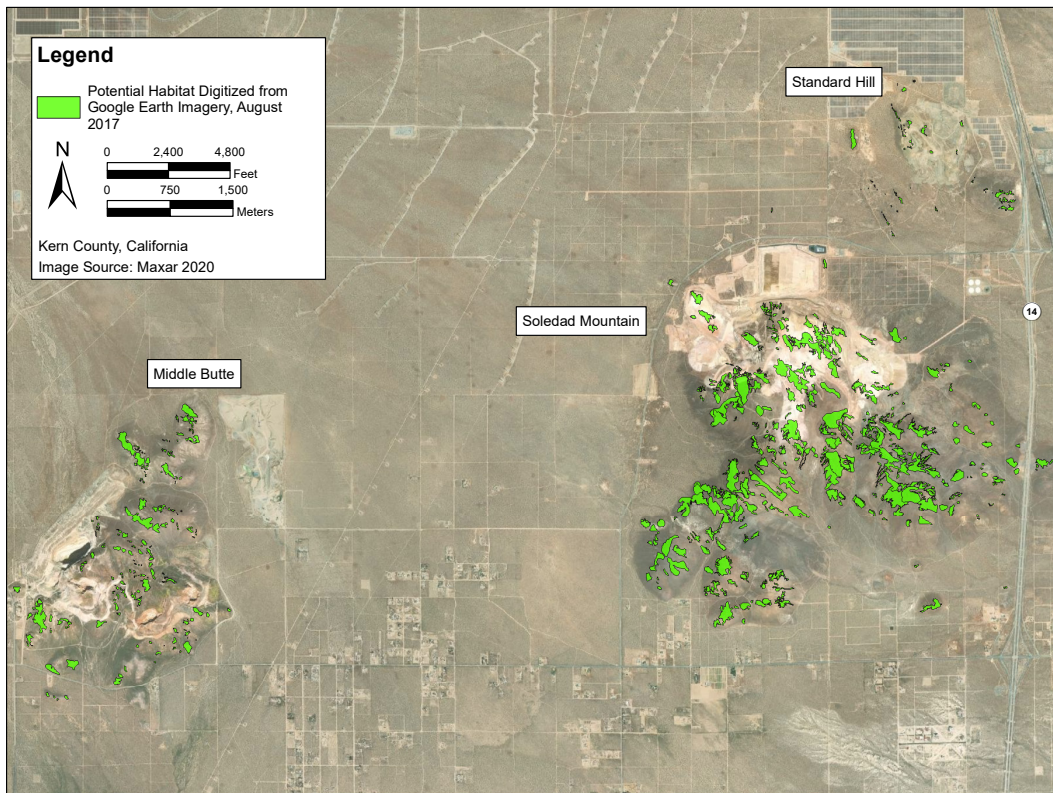 Legend
Potential Habitat Digitized from
Google Earth Imagery, August
2017
N
0 2,400 4,800
Feet
0 750 1,500
Meters
Kern County, California
Image Source: Maxar 2020
Standard Hill
Soledad Mountain
14
Middle Butte